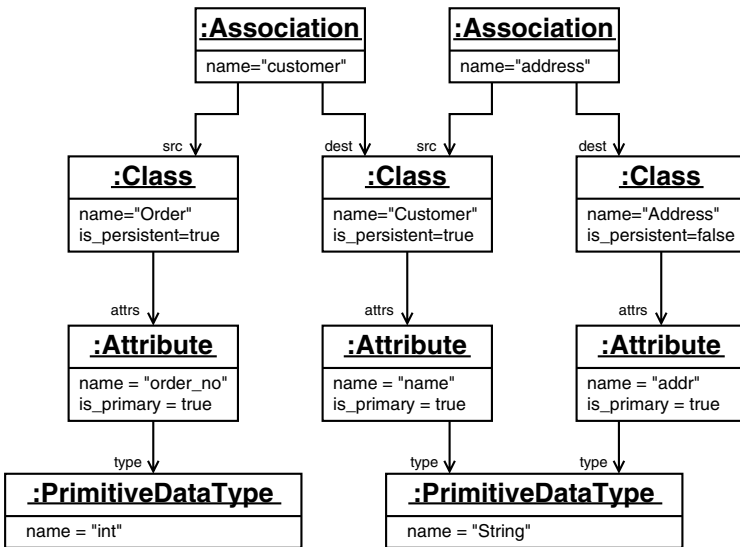 :Association :Association
name="customer" name="address"
src dest src dest
:Class :Class :Class
name="Order" name="Customer" name="Address"
is_persistent=true is_persistent=true is_persistent=false
attrs attrs attrs
:Attribute :Attribute :Attribute
name = "order_no" name = "name" name = "addr"
is_primary = true is_primary = true is_primary = true
type type type
:PrimitiveDataType :PrimitiveDataType
name = "int" name = "String"